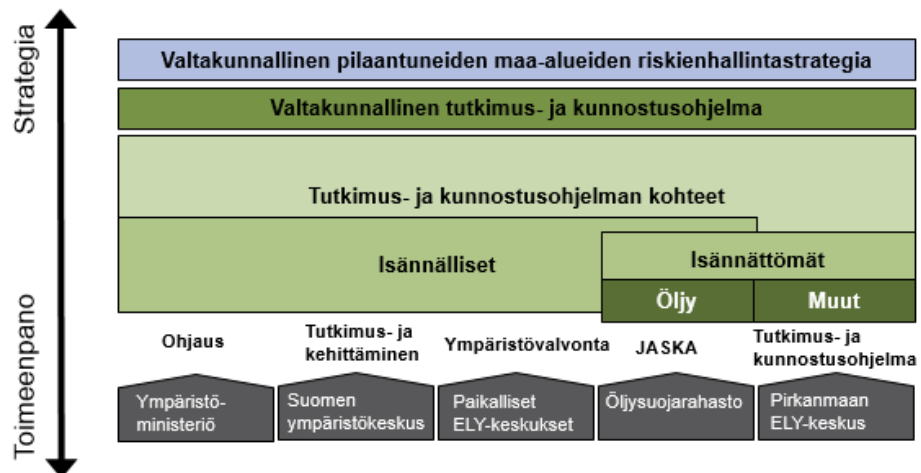 Strategia
Toimeenpano
Valtakunnallinen pilaantuneiden maa-alueiden riskienhallintastrategia
Valtakunnallinen tutkimus- ja kunnostusohjelma
Tutkimus- ja kunnostusohjelman kohteet
Isännälliset
Isännättömät
Öljy
Muut
Ohjaus
Tutkimus- ja
kehittäminen
Ympäristövalvonta
JASKA
Tutkimus- ja
kunnostusohjelma
Ympäristö-
ministeriö
Suomen
ympäristökeskus
Paikalliset
ELY-keskukset
Öljysuojarahasto
Pirkanmaan
ELY-keskus